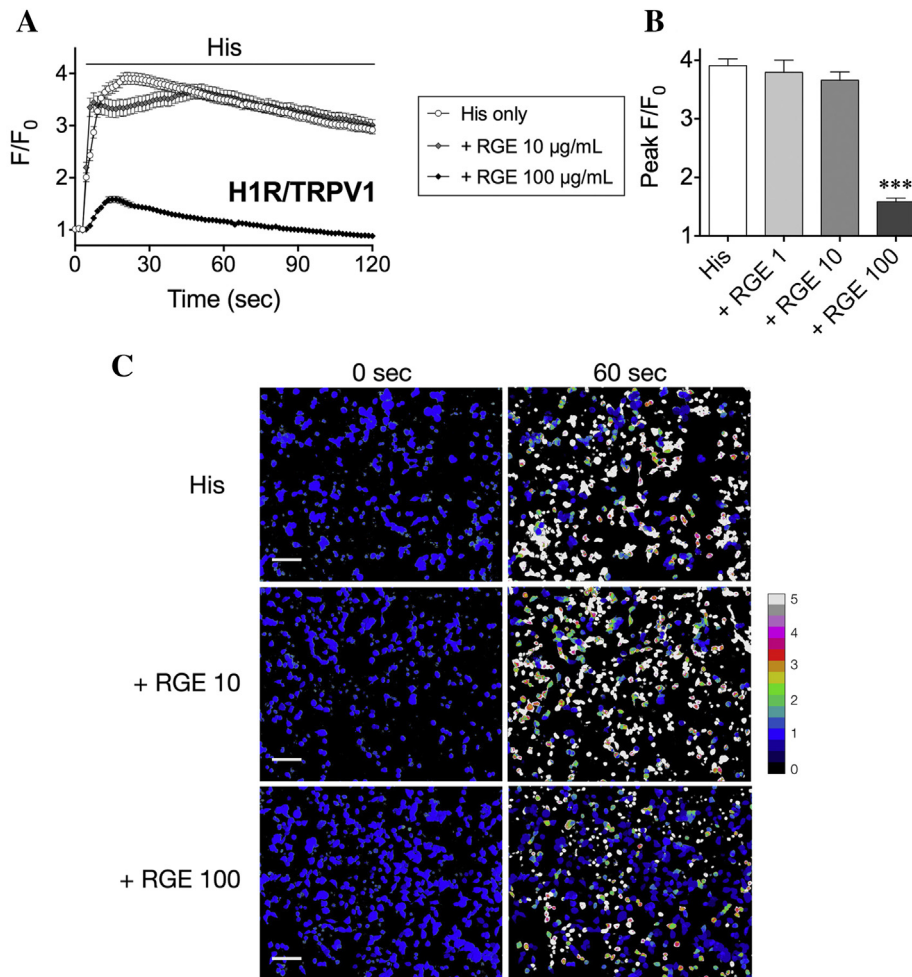 A
His
4
3
2
1
F/F0
H1R/TRPV1
0 30 60 90 120
Time (sec)
His only
+ RGE 10 µg/mL
+ RGE 100 µg/mL
B
4
3
2
1
Peak F/F0
***
His
+ RGE 1
+ RGE 10
+ RGE 100
C
0 sec 60 sec
His
+ RGE 10
+ RGE 100
5
4
3
2
1
0